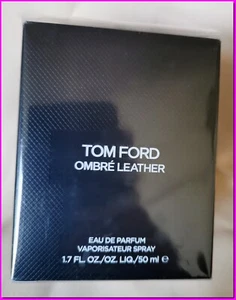 TOM FORD
OMBRÉ LEATHER
EAU DE PARFUM
VAPORISATEUR SPRAY
1.7 FL. OZ./OZ. LIQ./50 ml ℮